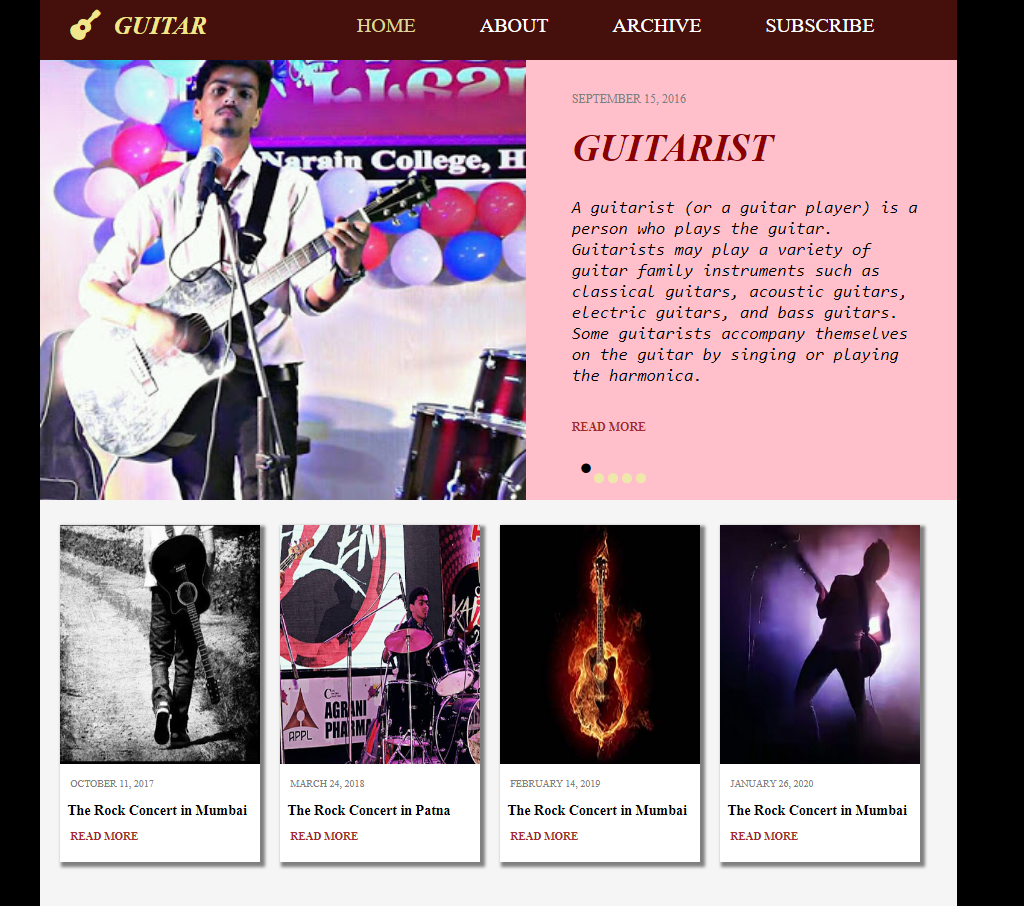 GUITAR
HOME ABOUT ARCHIVE SUBSCRIBE
Narain College, H
SEPTEMBER 15, 2016
GUITARIST
A guitarist (or a guitar player) is a
person who plays the guitar.
Guitarists may play a variety of
guitar family instruments such as
classical guitars, acoustic guitars,
electric guitars, and bass guitars.
Some guitarists accompany themselves
on the guitar by singing or playing
the harmonica.
READ MORE
AGRANI
PHARMA
APPL
OCTOBER 11, 2017
The Rock Concert in Mumbai
READ MORE
MARCH 24, 2018
The Rock Concert in Patna
READ MORE
FEBRUARY 14, 2019
The Rock Concert in Mumbai
READ MORE
JANUARY 26, 2020
The Rock Concert in Mumbai
READ MORE